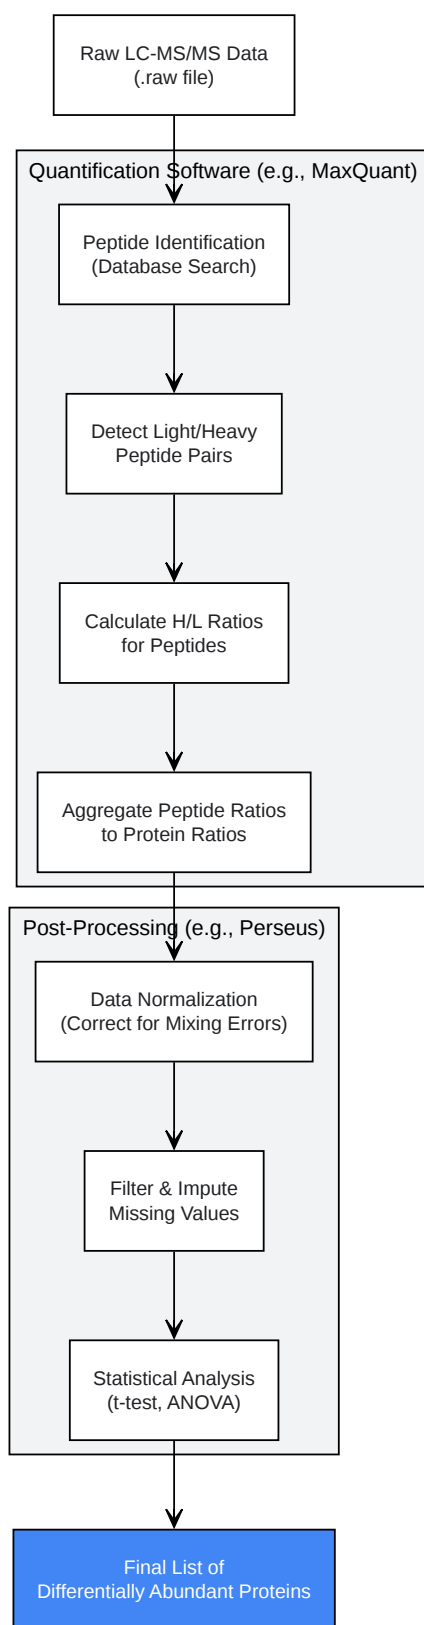 Raw LC-MS/MS Data
(.raw file)
Quantification Software (e.g., MaxQuant)
Peptide Identification
(Database Search)
Detect Light/Heavy
Peptide Pairs
Calculate H/L Ratios
for Peptides
Aggregate Peptide Ratios
to Protein Ratios
Post-Processing (e.g., Perseus)
Data Normalization
(Correct for Mixing Errors)
Filter & Impute
Missing Values
Statistical Analysis
(t-test, ANOVA)
Final List of
Differentially Abundant Proteins